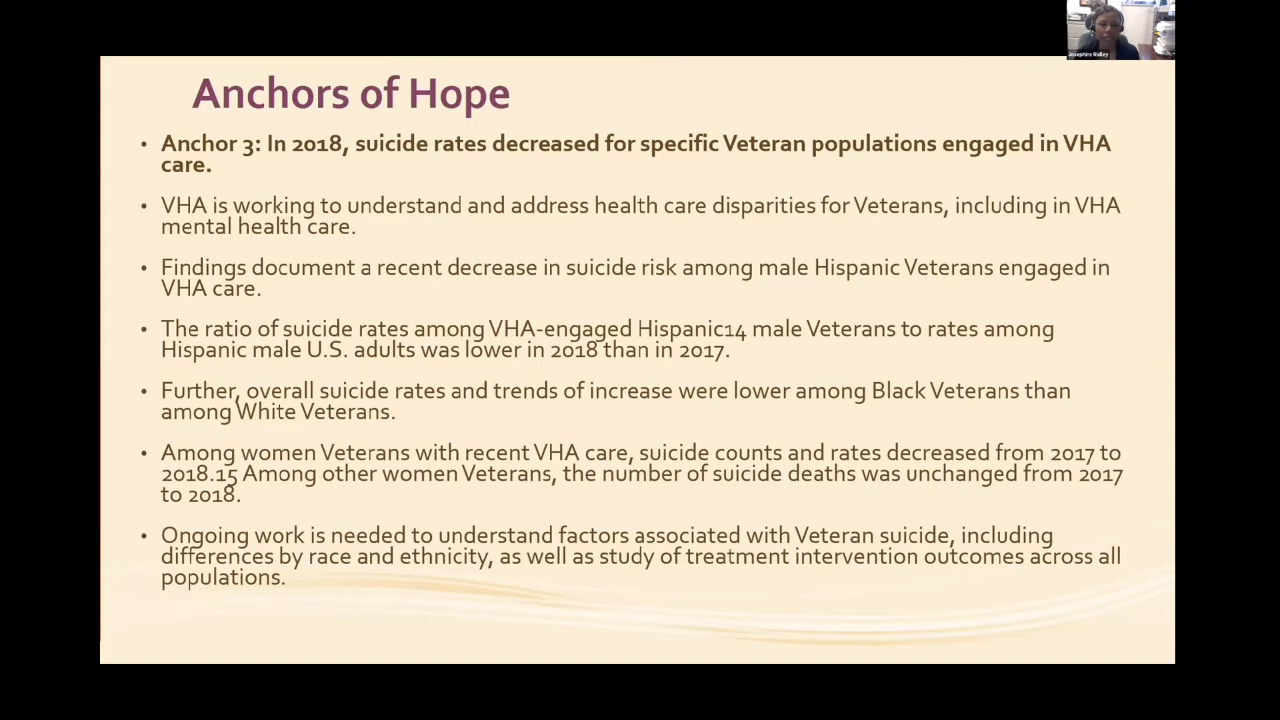 Josephine Ridley
Anchors of Hope
• Anchor 3: In 2018, suicide rates decreased for specific Veteran populations engaged in VHA
care.
• VHA is working to understand and address health care disparities for Veterans, including in VHA
mental health care.
• Findings document a recent decrease in suicide risk among male Hispanic Veterans engaged in
VHA care.
• The ratio of suicide rates among VHA-engaged Hispanic14 male Veterans to rates among
Hispanic male U.S. adults was lower in 2018 than in 2017.
• Further, overall suicide rates and trends of increase were lower among Black Veterans than
among White Veterans.
• Among women Veterans with recent VHA care, suicide counts and rates decreased from 2017 to
2018.15 Among other women Veterans, the number of suicide deaths was unchanged from 2017
to 2018.
• Ongoing work is needed to understand factors associated with Veteran suicide, including
differences by race and ethnicity, as well as study of treatment intervention outcomes across all
populations.